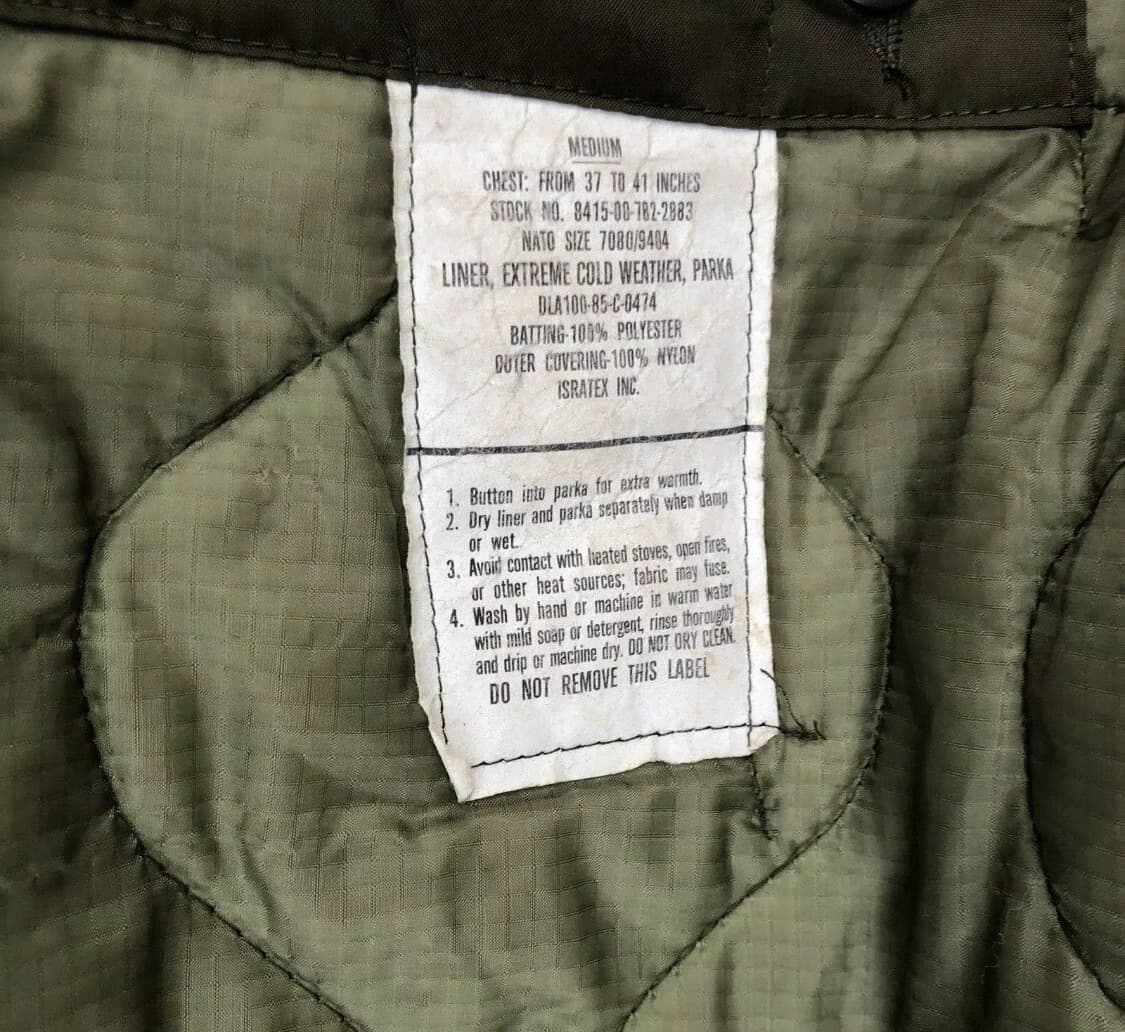 MEDIUM
CHEST: FROM 37 TO 41 INCHES
STOCK NO. 8415-00-782-2883
NATO SIZE 7080/9404
LINER, EXTREME COLD WEATHER, PARKA
DLA100-85-C-0474
BATTING-100% POLYESTER
OUTER COVERING-100% NYLON
ISRATEX INC.
1. Button into parka for extra warmth.
2. Dry liner and parka separately when damp
or wet.
3. Avoid contact with heated stoves, open fires,
or other heat sources; fabric may fuse.
4. Wash by hand or machine in warm water
with mild soap or detergent, rinse thoroughly
and drip or machine dry. DO NOT DRY CLEAN.
DO NOT REMOVE THIS LABEL